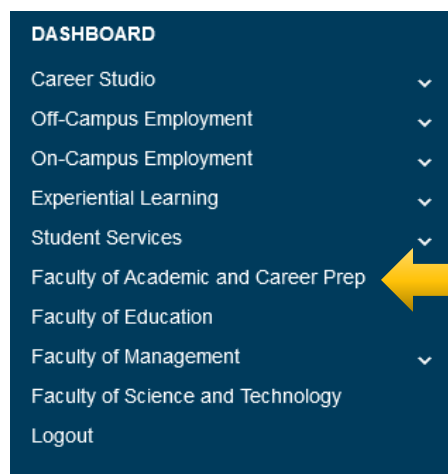 DASHBOARD
Career Studio
Off-Campus Employment
On-Campus Employment
Experiential Learning
Student Services
Faculty of Academic and Career Prep
Faculty of Education
Faculty of Management
Faculty of Science and Technology
Logout